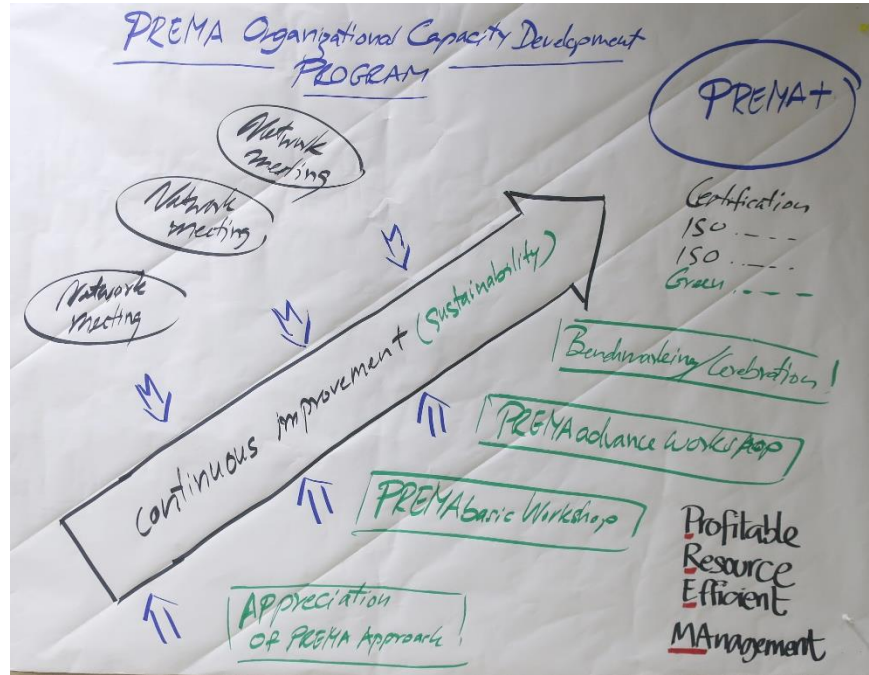 PREMA Organizational Capacity Development
PROGRAM
PREMA+
Network
meeting
Network
meeting
Network
meeting
Certification
ISO ..---
ISO ..---
Green ..---
continuous improvement (sustainability)
Benchmarking/Cerebration!
PREMA advance workshop
PREMA basic Workshop
Appreciation
of PREMA Approach!
Profitable
Resource
Efficient
MAnagement